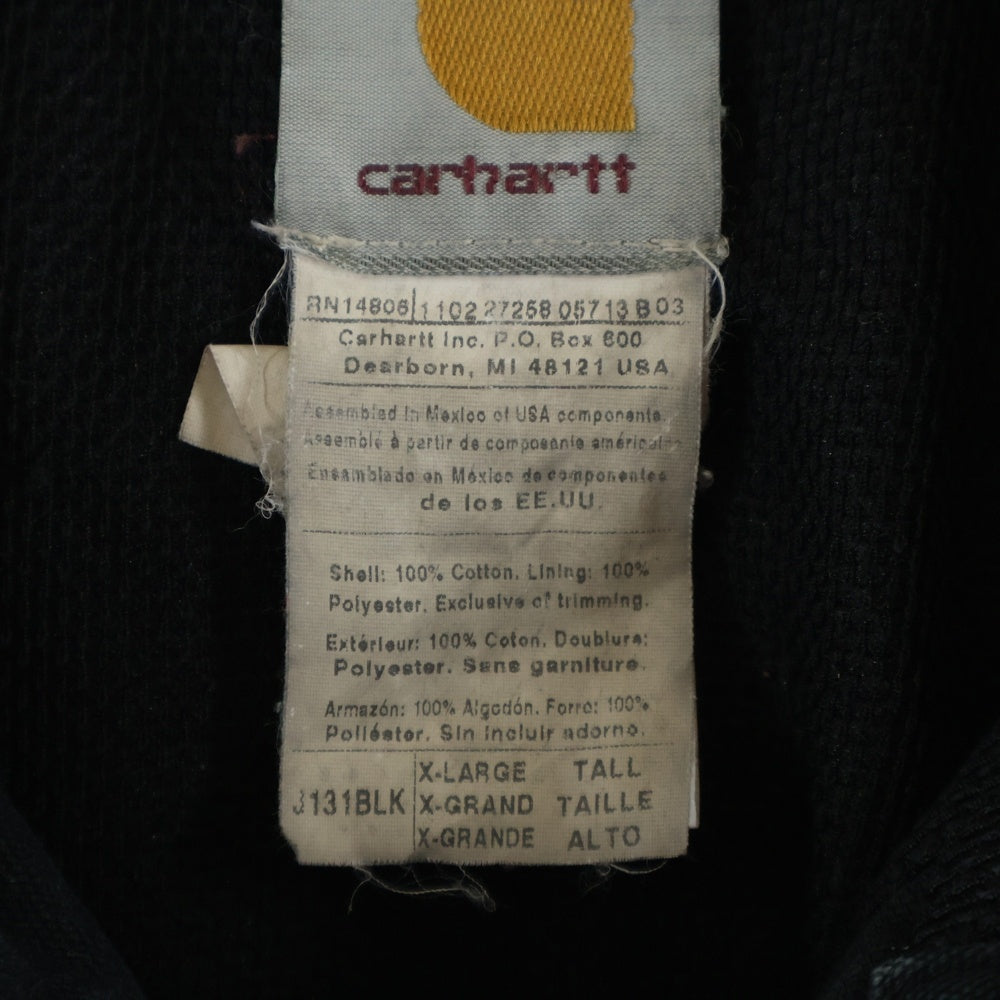 carhartt
RN14806 1102 27258 05713 B 03
Carhartt Inc. P.O. Box 600
Dearborn, MI 48121 USA
Assembled in Mexico of USA components.
Assemblé à partir de composants
Ensamblado en México de componentes
de los EE.UU.
Shell: 100% Cotton. Lining: 100%
Polyester. Exclusive of trimming.
Extérieur: 100% Coton. Doublure:
Polyester. Sans garniture.
Armazón: 100% Algodón. Forro: 100%
Poliéster. Sin incluir adorno.
J131BLK
X-LARGE TALL
X-GRAND TAILLE
X-GRANDE ALTO